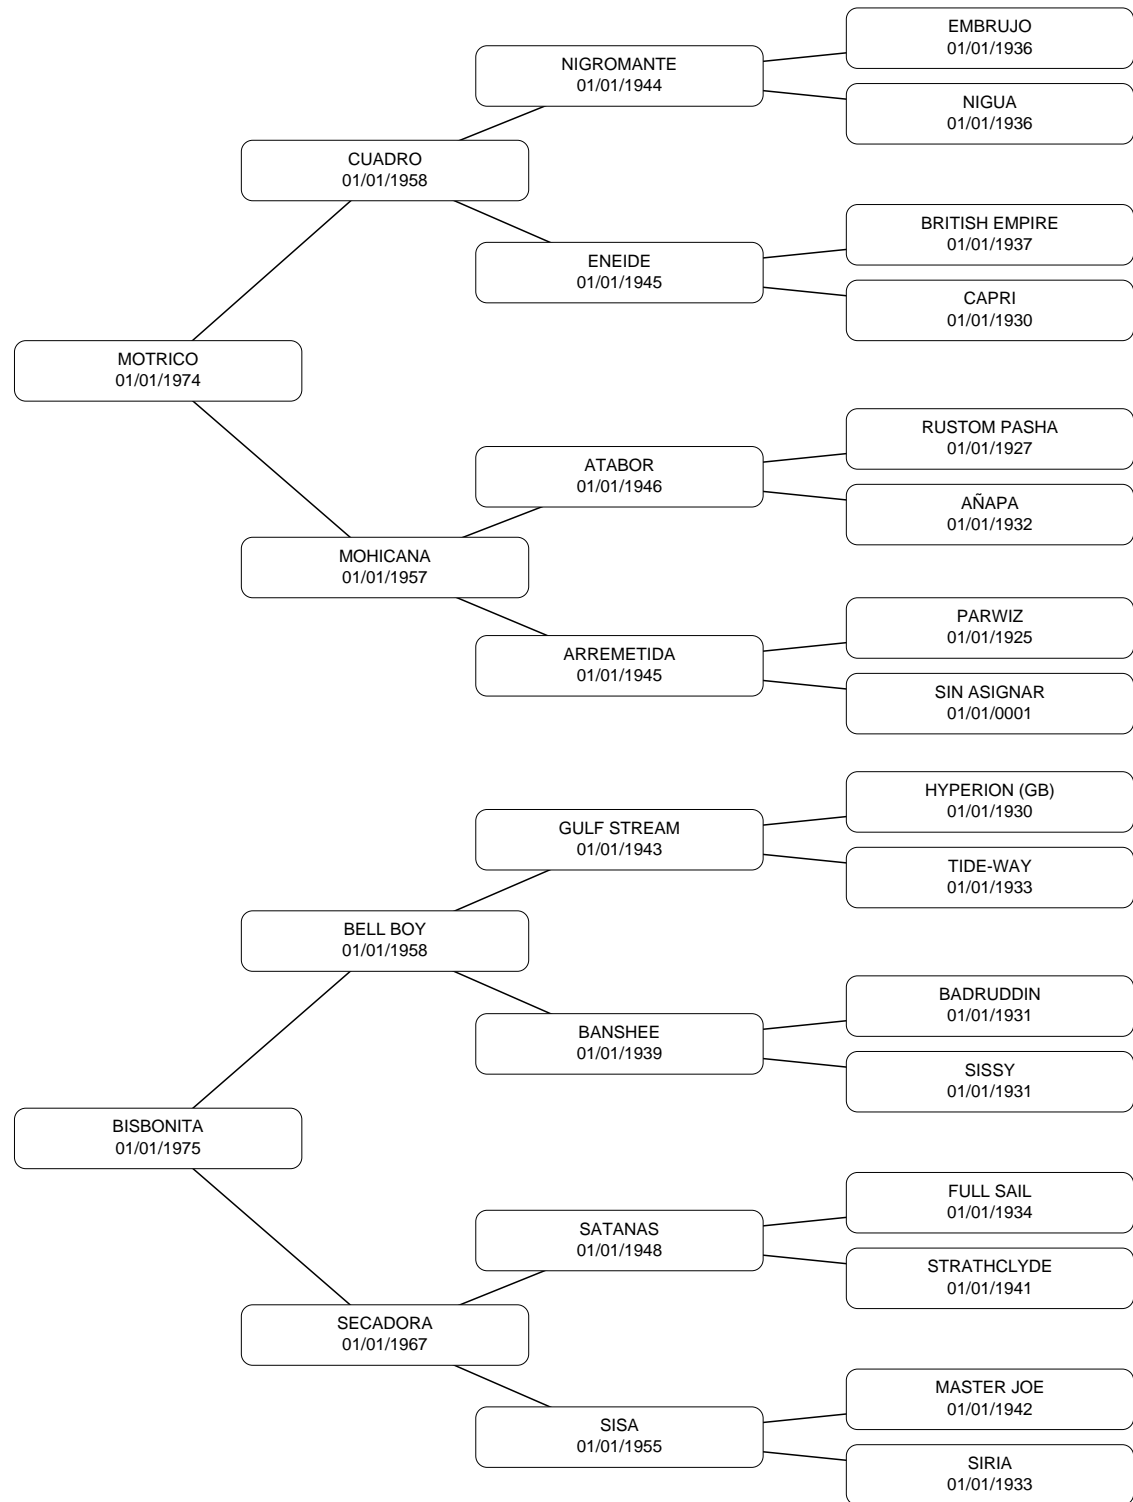 EMBRUJO
01/01/1936
NIGROMANTE
01/01/1944
NIGUA
01/01/1936
CUADRO
01/01/1958
BRITISH EMPIRE
01/01/1937
ENEIDE
01/01/1945
CAPRI
01/01/1930
MOTRICO
01/01/1974
RUSTOM PASHA
01/01/1927
ATABOR
01/01/1946
AÑAPA
01/01/1932
MOHICANA
01/01/1957
PARWIZ
01/01/1925
ARREMETIDA
01/01/1945
SIN ASIGNAR
01/01/0001
HYPERION (GB)
01/01/1930
GULF STREAM
01/01/1943
TIDE-WAY
01/01/1933
BELL BOY
01/01/1958
BADRUDDIN
01/01/1931
BANSHEE
01/01/1939
SISSY
01/01/1931
BISBONITA
01/01/1975
FULL SAIL
01/01/1934
SATANAS
01/01/1948
STRATHCLYDE
01/01/1941
SECADORA
01/01/1967
MASTER JOE
01/01/1942
SISA
01/01/1955
SIRIA
01/01/1933